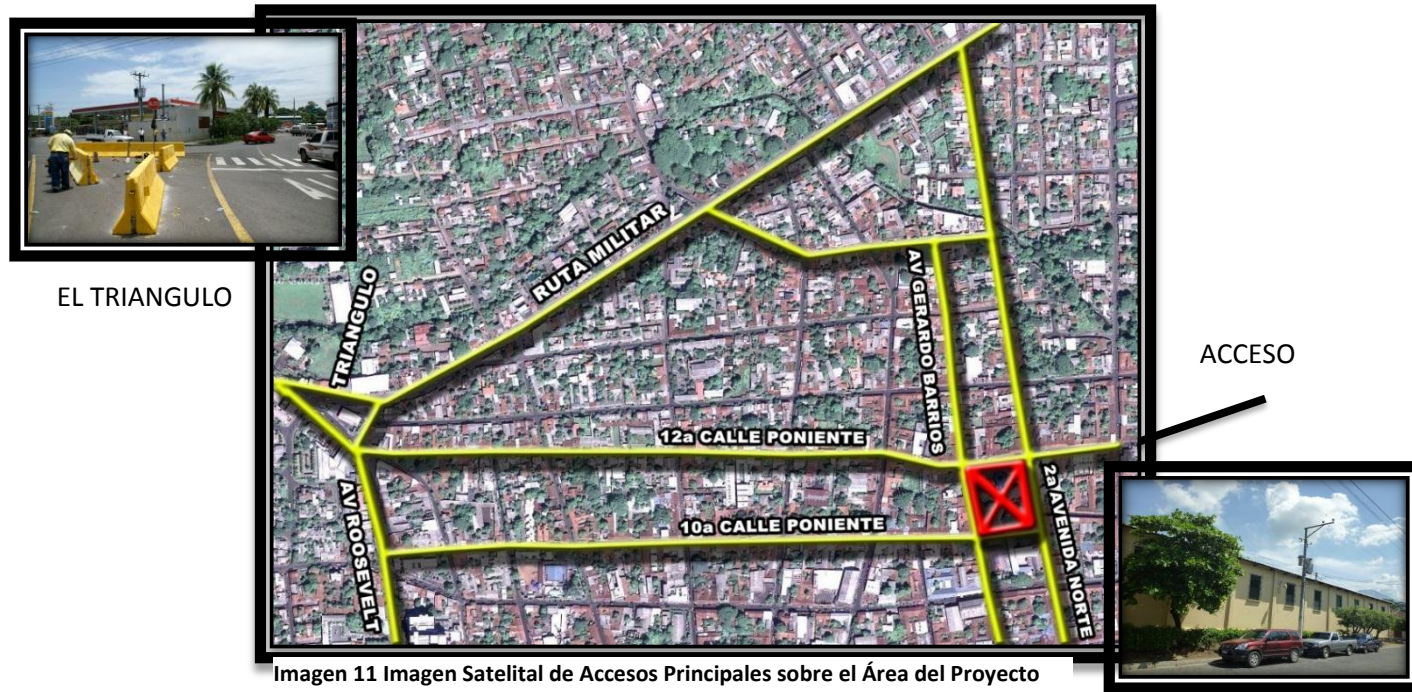 EL TRIANGULO
RUTA MILITAR
TRIANGULO
AV GERARDO BARRIOS
ACCESO
12a CALLE PONIENTE
AV ROOSEVELT
10a CALLE PONIENTE
2a AVENIDA NORTE
Imagen 11 Imagen Satelital de Accesos Principales sobre el Área del Proyecto